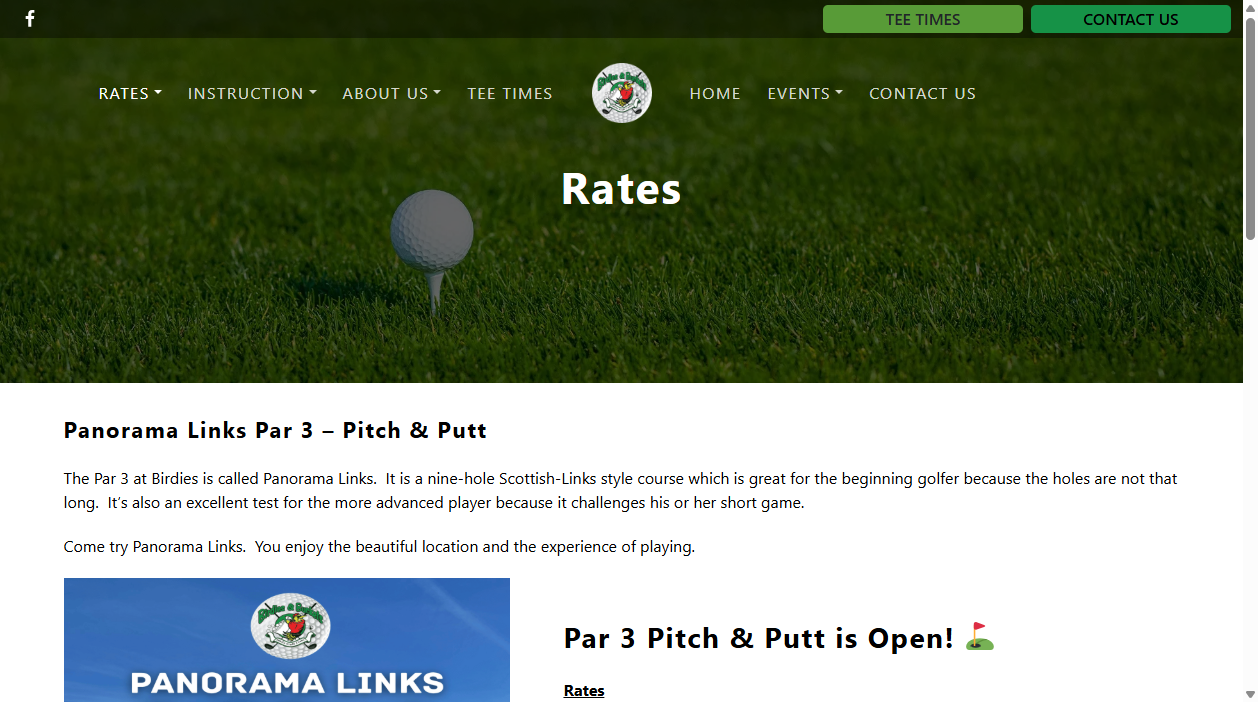 TEE TIMES
CONTACT US
RATES
INSTRUCTION
ABOUT US
TEE TIMES
HOME
EVENTS
CONTACT US
Rates
Panorama Links Par 3 – Pitch & Putt
The Par 3 at Birdies is called Panorama Links.  It is a nine-hole Scottish-Links style course which is great for the beginning golfer because the holes are not that
long.  It’s also an excellent test for the more advanced player because it challenges his or her short game.
Come try Panorama Links.  You enjoy the beautiful location and the experience of playing.
PANORAMA LINKS
Par 3 Pitch & Putt is Open! ⛳
Rates